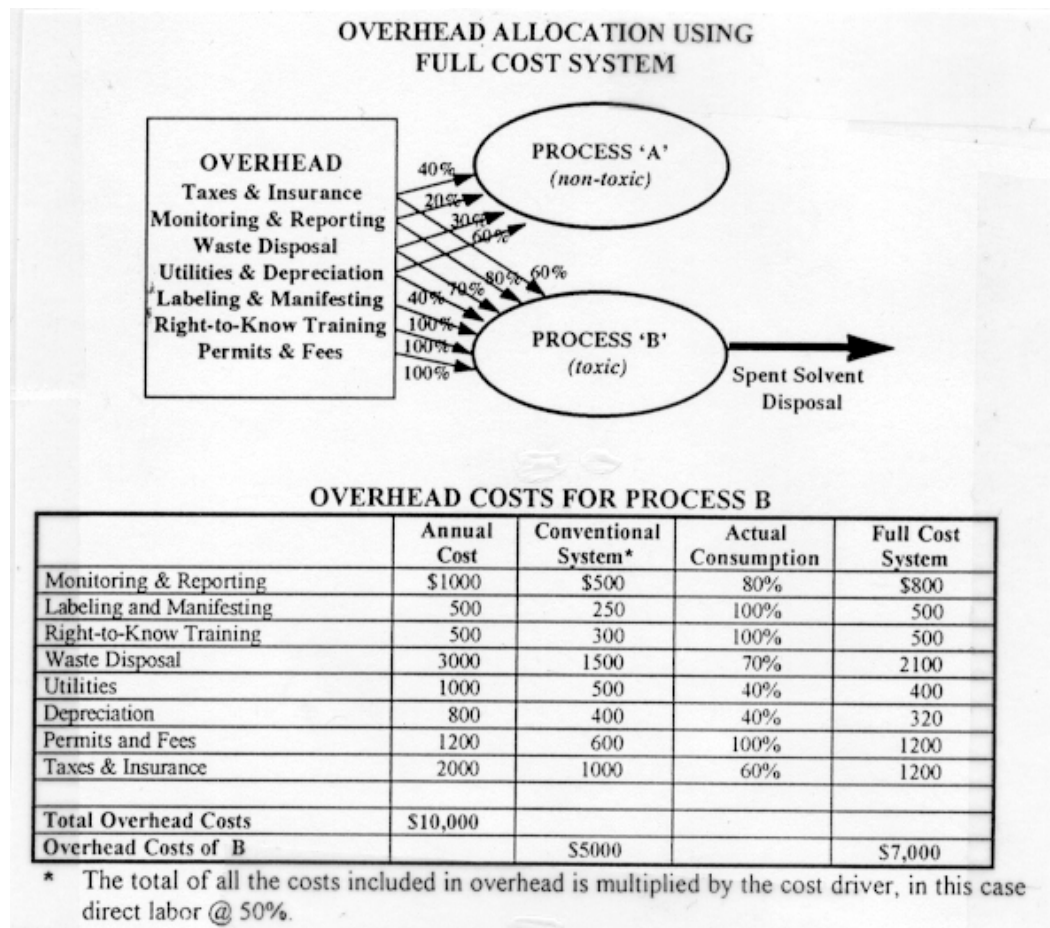 OVERHEAD ALLOCATION USING
FULL COST SYSTEM
OVERHEAD
Taxes & Insurance
Monitoring & Reporting
Waste Disposal
Utilities & Depreciation
Labeling & Manifesting
Right-to-Know Training
Permits & Fees
40%
20%
30%
60%
PROCESS ‘A’
(non-toxic)
60%
80%
70%
40%
100%
100%
100%
PROCESS ‘B’
(toxic)
Spent Solvent
Disposal
OVERHEAD COSTS FOR PROCESS B
Annual Conventional Actual Full Cost
Cost System* Consumption System
Monitoring & Reporting $1000 $500 80% $800
Labeling and Manifesting 500 250 100% 500
Right-to-Know Training 500 300 100% 500
Waste Disposal 3000 1500 70% 2100
Utilities 1000 500 40% 400
Depreciation 800 400 40% 320
Permits and Fees 1200 600 100% 1200
Taxes & Insurance 2000 1000 60% 1200
Total Overhead Costs $10,000
Overhead Costs of B $5000 $7,000
* The total of all the costs included in overhead is multiplied by the cost driver, in this case
direct labor @ 50%.